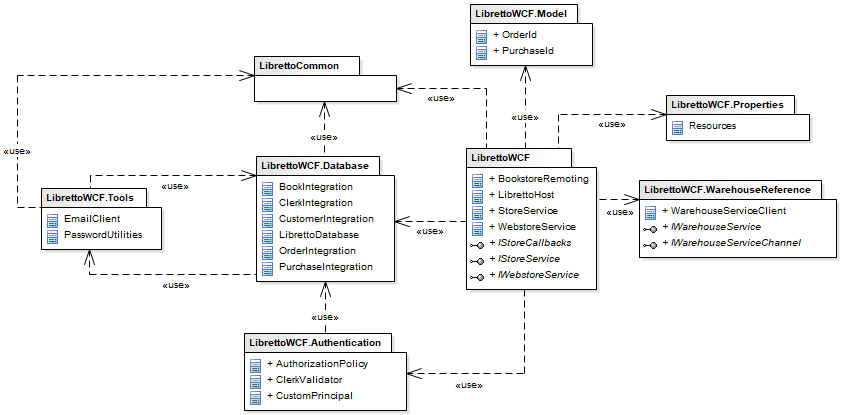 LibrettoWCF.Model
+ OrderId
+ PurchaseId
LibrettoCommon
«use»
«use»
LibrettoWCF.Properties
+ Resources
«use»
«use»
«use»
LibrettoWCF.Database
BookIntegration
ClerkIntegration
CustomerIntegration
LibrettoDatabase
OrderIntegration
PurchaseIntegration
LibrettoWCF
+ BookstoreRemoting
+ LibrettoHost
+ StoreService
+ WebstoreService
+ IStoreCallbacks
+ IStoreService
+ IWebstoreService
LibrettoWCF.WarehouseReference
+ WarehouseServiceClient
+ IWarehouseService
+ IWarehouseServiceChannel
«use»
«use»
«use»
LibrettoWCF.Tools
EmailClient
PasswordUtilities
«use»
«use»
LibrettoWCF.Authentication
+ AuthorizationPolicy
+ ClerkValidator
+ CustomPrincipal
«use»